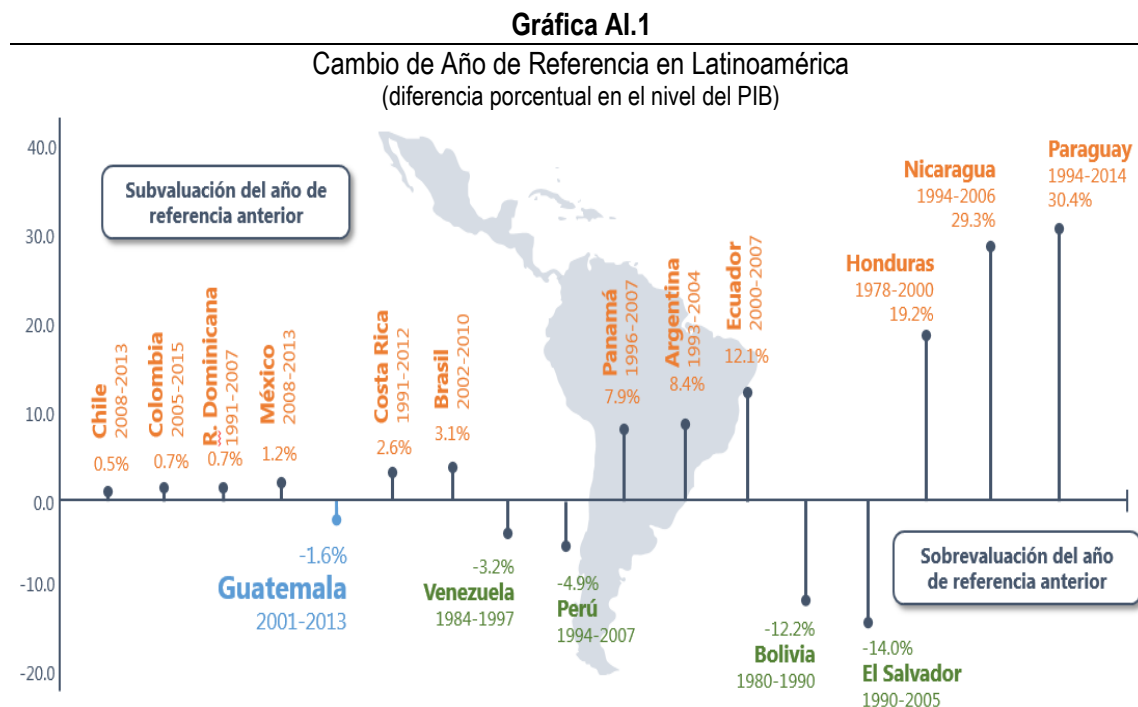 Gráfica AI.1
Cambio de Año de Referencia en Latinoamérica
(diferencia porcentual en el nivel del PIB)
40.0
30.0
20.0
10.0
0.0
-10.0
-20.0
Subvaluación del año de
referencia anterior
Chile
2008-2013
0.5%
Colombia
2005-2015
0.7%
R. Dominicana
1991-2007
0.7%
México
2008-2013
1.2%
-1.6%
Guatemala
2001-2013
Costa Rica
1991-2012
2.6%
Brasil
2002-2010
3.1%
-3.2%
Venezuela
1984-1997
-4.9%
Perú
1994-2007
Panamá
1996-2007
7.9%
Argentina
1993-2004
8.4%
Ecuador
2000-2007
12.1%
-12.2%
Bolivia
1980-1990
-14.0%
El Salvador
1990-2005
Honduras
1978-2000
19.2%
Nicaragua
1994-2006
29.3%
Paraguay
1994-2014
30.4%
Sobrevaluación del año
de referencia anterior